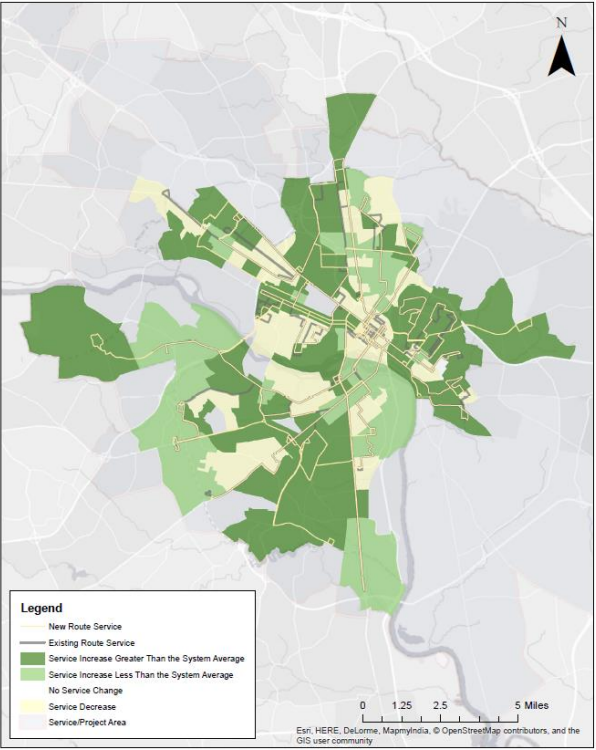 N
Legend
New Route Service
Existing Route Service
Service Increase Greater Than the System Average
Service Increase Less Than the System Average
No Service Change
Service Decrease
Service/Project Area
0 1.25 2.5 5 Miles
Esri, HERE, DeLorme, MapmyIndia, © OpenStreetMap contributors, and the
GIS user community